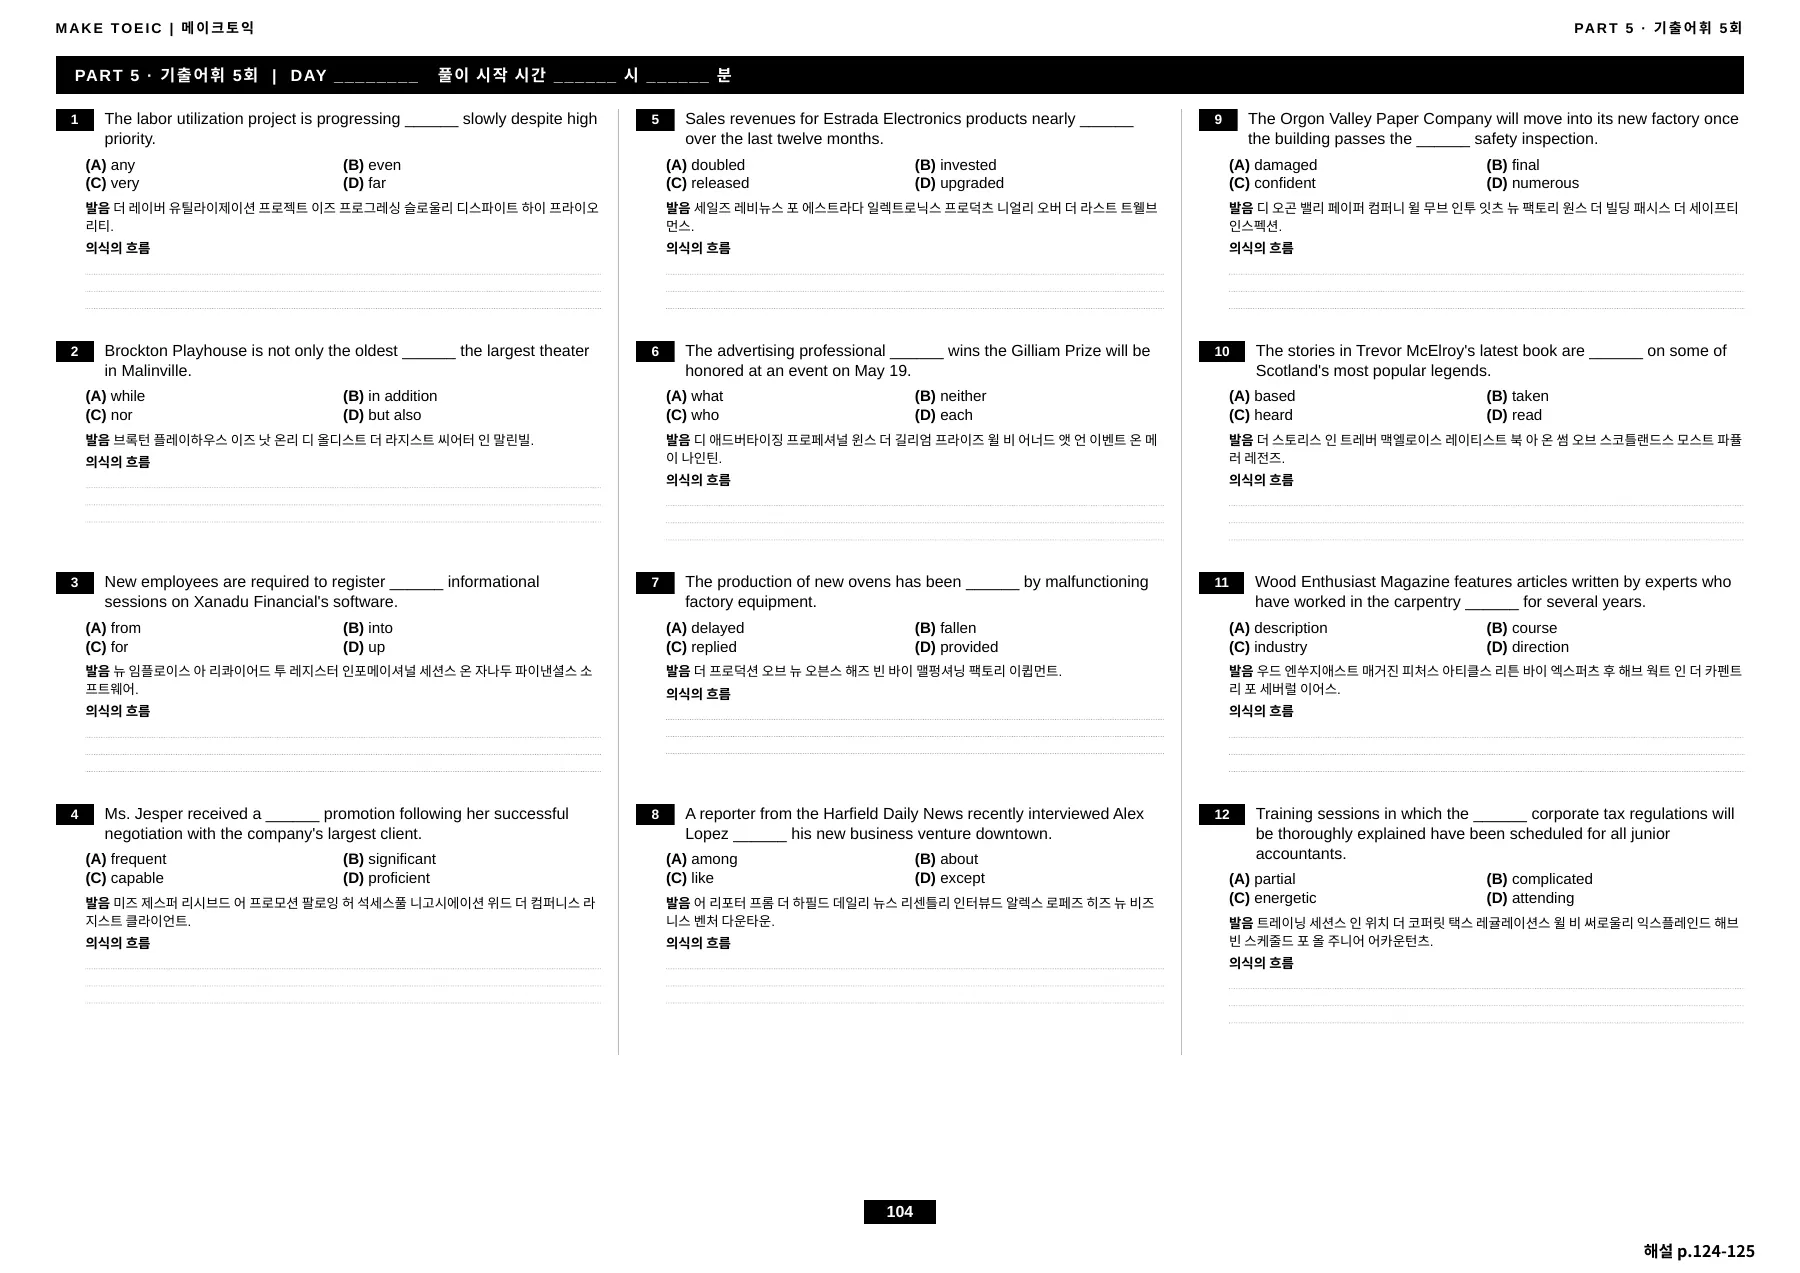 MAKE TOEIC | 메이크토익
PART 5 · 기출어휘 5회
PART 5 · 기출어휘 5회 | DAY ________ 풀이 시작 시간 ______ 시 ______ 분
1 The labor utilization project is progressing ______ slowly despite high
priority.
(A) any (B) even
(C) very (D) far
발음 더 레이버 유틸라이제이션 프로젝트 이즈 프로그레싱 슬로울리 디스파이트 하이 프라이오
리티.
의식의 흐름
2 Brockton Playhouse is not only the oldest ______ the largest theater
in Malinville.
(A) while (B) in addition
(C) nor (D) but also
발음 브록턴 플레이하우스 이즈 낫 온리 디 올디스트 더 라지스트 씨어터 인 말린빌.
의식의 흐름
3 New employees are required to register ______ informational
sessions on Xanadu Financial's software.
(A) from (B) into
(C) for (D) up
발음 뉴 임플로이스 아 리콰이어드 투 레지스터 인포메이셔널 세션스 온 자나두 파이낸셜스 소
프트웨어.
의식의 흐름
4 Ms. Jesper received a ______ promotion following her successful
negotiation with the company's largest client.
(A) frequent (B) significant
(C) capable (D) proficient
발음 미즈 제스퍼 리시브드 어 프로모션 팔로잉 허 석세스풀 니고시에이션 위드 더 컴퍼니스 라
지스트 클라이언트.
의식의 흐름
5 Sales revenues for Estrada Electronics products nearly ______
over the last twelve months.
(A) doubled (B) invested
(C) released (D) upgraded
발음 세일즈 레비뉴스 포 에스트라다 일렉트로닉스 프로덕츠 니얼리 오버 더 라스트 트웰브
먼스.
의식의 흐름
6 The advertising professional ______ wins the Gilliam Prize will be
honored at an event on May 19.
(A) what (B) neither
(C) who (D) each
발음 디 애드버타이징 프로페셔널 윈스 더 길리엄 프라이즈 윌 비 어너드 앳 언 이벤트 온 메
이 나인틴.
의식의 흐름
7 The production of new ovens has been ______ by malfunctioning
factory equipment.
(A) delayed (B) fallen
(C) replied (D) provided
발음 더 프로덕션 오브 뉴 오븐스 해즈 빈 바이 맬펑셔닝 팩토리 이큅먼트.
의식의 흐름
8 A reporter from the Harfield Daily News recently interviewed Alex
Lopez ______ his new business venture downtown.
(A) among (B) about
(C) like (D) except
발음 어 리포터 프롬 더 하필드 데일리 뉴스 리센틀리 인터뷰드 알렉스 로페즈 히즈 뉴 비즈
니스 벤처 다운타운.
의식의 흐름
9 The Orgon Valley Paper Company will move into its new factory once
the building passes the ______ safety inspection.
(A) damaged (B) final
(C) confident (D) numerous
발음 디 오곤 밸리 페이퍼 컴퍼니 윌 무브 인투 잇츠 뉴 팩토리 원스 더 빌딩 패시스 더 세이프티
인스펙션.
의식의 흐름
10 The stories in Trevor McElroy's latest book are ______ on some of
Scotland's most popular legends.
(A) based (B) taken
(C) heard (D) read
발음 더 스토리스 인 트레버 맥엘로이스 레이티스트 북 아 온 썸 오브 스코틀랜드스 모스트 파퓰
러 레전즈.
의식의 흐름
11 Wood Enthusiast Magazine features articles written by experts who
have worked in the carpentry ______ for several years.
(A) description (B) course
(C) industry (D) direction
발음 우드 엔쑤지애스트 매거진 피처스 아티클스 리튼 바이 엑스퍼츠 후 해브 웍트 인 더 카펜트
리 포 세버럴 이어스.
의식의 흐름
12 Training sessions in which the ______ corporate tax regulations will
be thoroughly explained have been scheduled for all junior
accountants.
(A) partial (B) complicated
(C) energetic (D) attending
발음 트레이닝 세션스 인 위치 더 코퍼릿 택스 레귤레이션스 윌 비 써로울리 익스플레인드 해브
빈 스케줄드 포 올 주니어 어카운턴츠.
의식의 흐름
104
해설 p.124-125